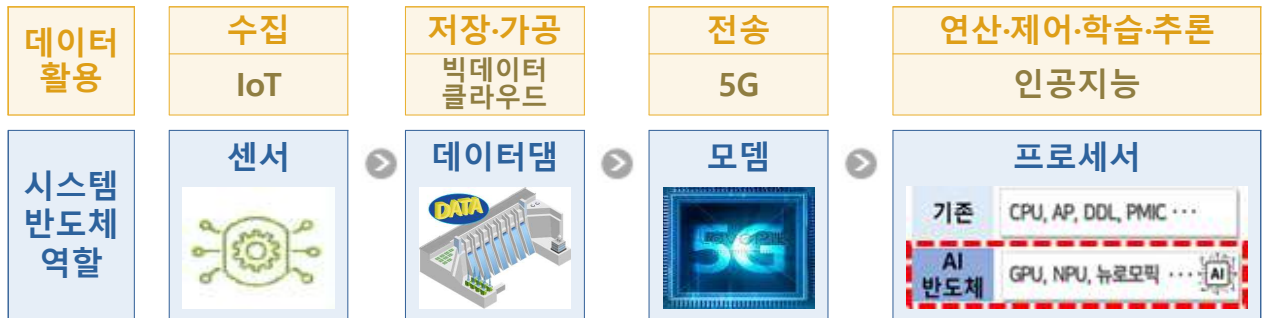 데이터
활용
수집
IoT
저장·가공
빅데이터
클라우드
전송
5G
연산·제어·학습·추론
인공지능
시스템
반도체
역할
센서
데이터댐
DATA
모뎀
5G
프로세서
기존
CPU, AP, DDL, PMIC ···
AI
반도체
GPU, NPU, 뉴로모픽 ···
AI